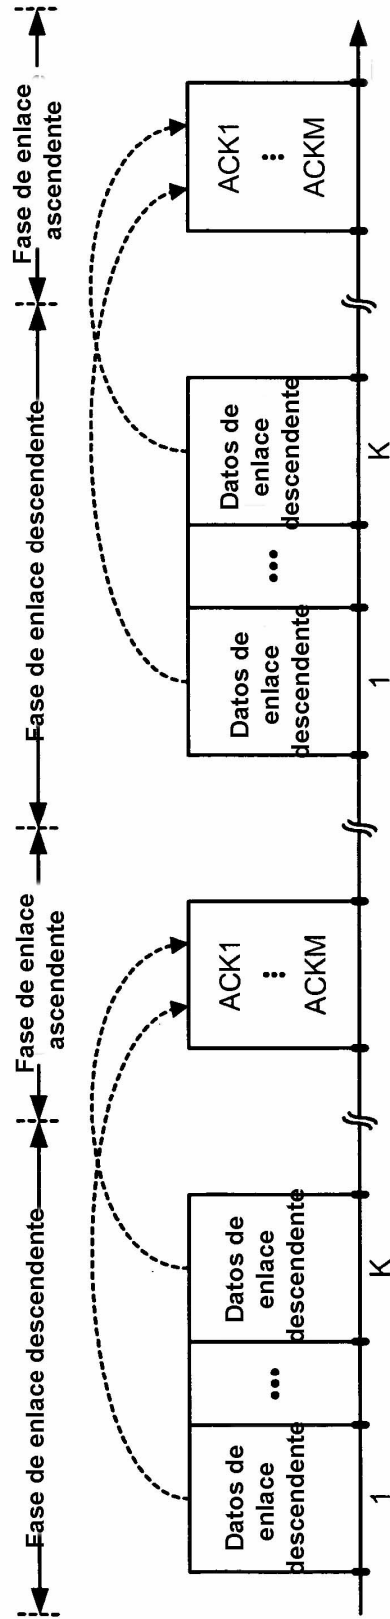 Fase de enlace descendente
Fase de enlace
ascendente
Fase de enlace descendente
Fase de enlace
ascendente
Datos de
enlace
descendente
...
Datos de
enlace
descendente
ACK1
...
ACKM
Datos de
enlace
descendente
...
Datos de
enlace
descendente
ACK1
...
ACKM
1
K
1
K